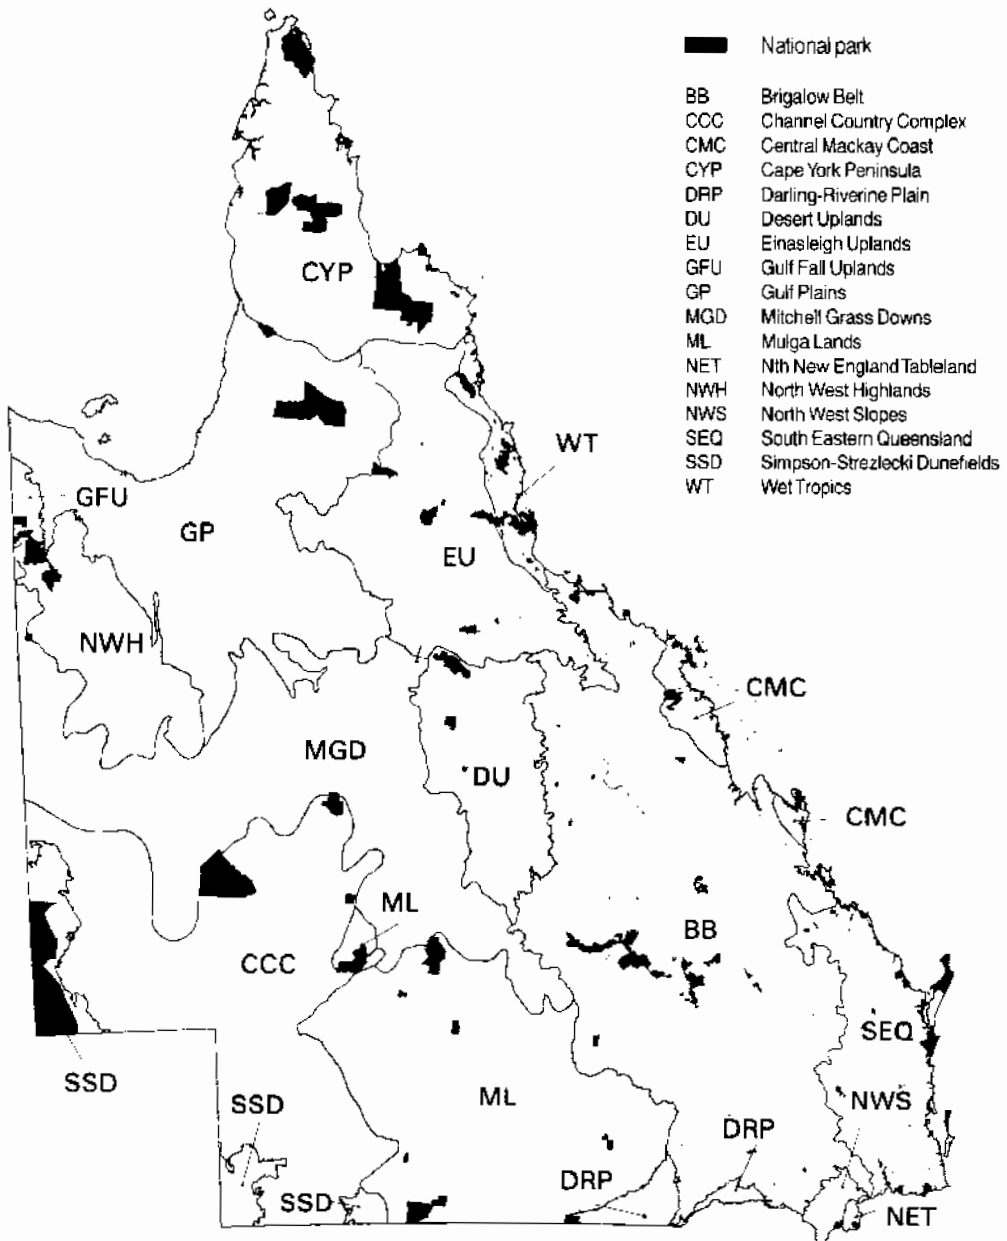 National park
BB Brigalow Belt
CCC Channel Country Complex
CMC Central Mackay Coast
CYP Cape York Peninsula
DRP Darling-Riverine Plain
DU Desert Uplands
EU Einasleigh Uplands
GFU Gulf Fall Uplands
GP Gulf Plains
MGD Mitchell Grass Downs
ML Mulga Lands
NET Nth New England Tableland
NWH North West Highlands
NWS North West Slopes
SEQ South Eastern Queensland
SSD Simpson-Strezlecki Dunefields
WT Wet Tropics
CYP
WT
GFU
GP
EU
NWH
CMC
MGD
DU
CMC
ML
BB
CCC
SEQ
SSD
ML
NWS
SSD
DRP
DRP
SSD
NET